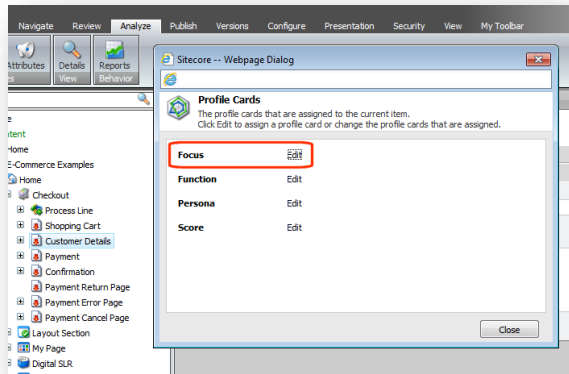 Navigate Review Analyze Publish Versions Configure Presentation Security View My Toolbar
Attributes Details Reports
View Behavior
Sitecore -- Webpage Dialog
Profile Cards
The profile cards that are assigned to the current item.
Click Edit to assign a profile card or change the profile cards that are assigned.
Focus Edit
Function Edit
Persona Edit
Score Edit
Close
Home
E-Commerce Examples
Home
Checkout
Process Line
Shopping Cart
Customer Details
Payment
Confirmation
Payment Return Page
Payment Error Page
Payment Cancel Page
Layout Section
My Page
Digital SLR